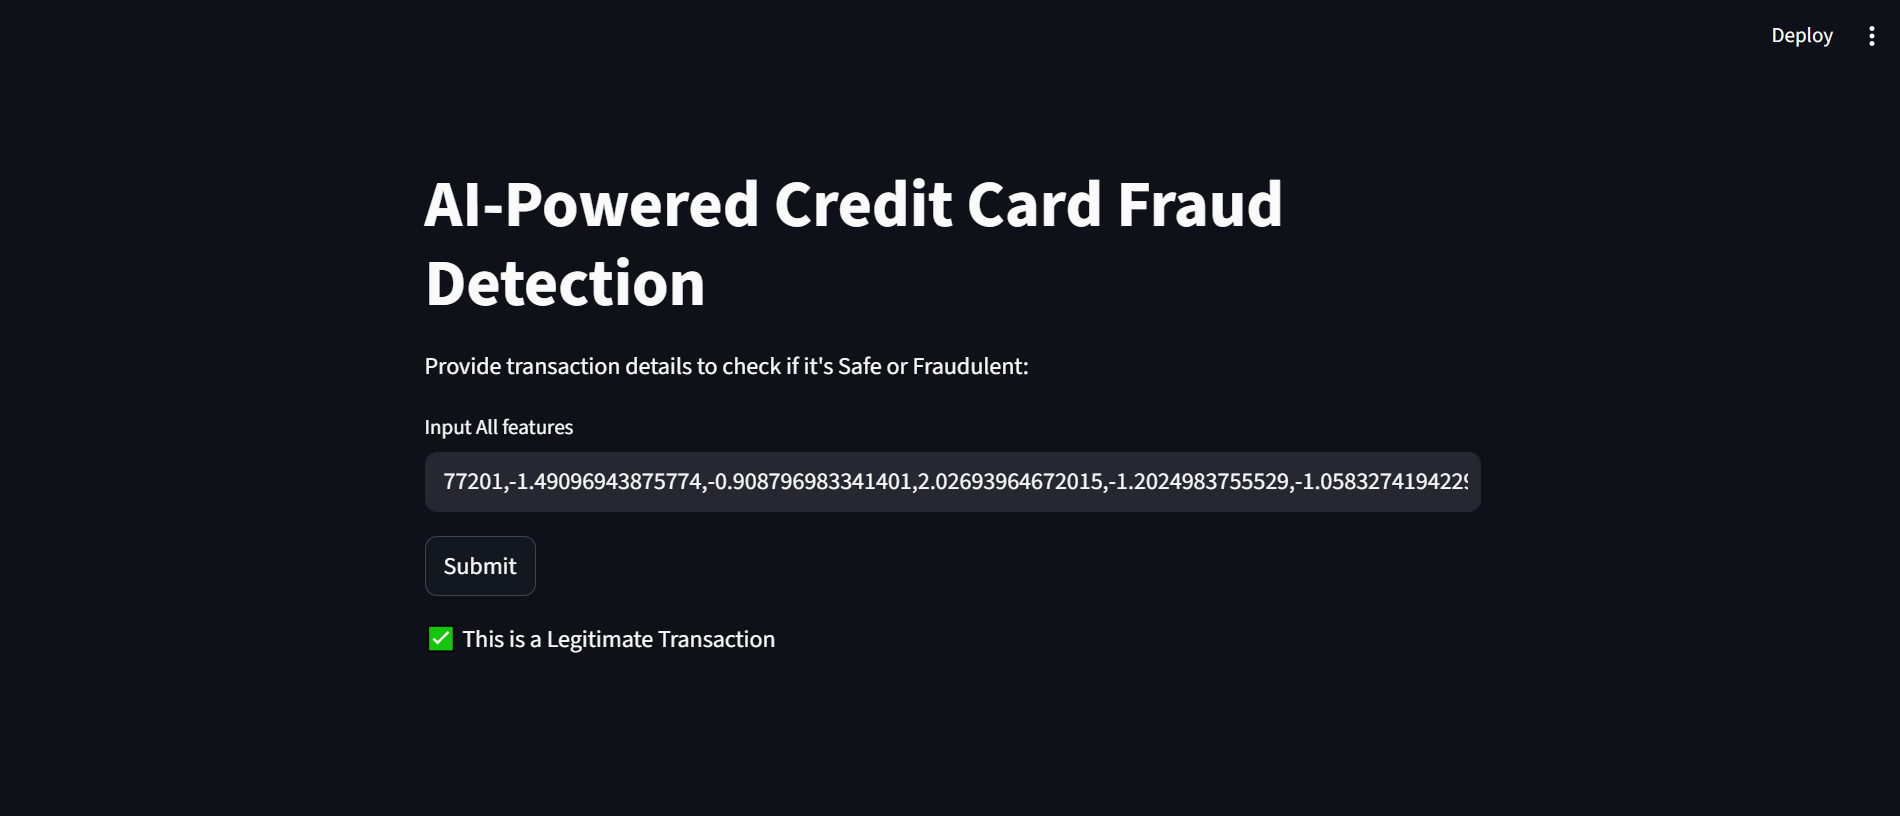 Deploy
AI-Powered Credit Card Fraud
Detection
Provide transaction details to check if it's Safe or Fraudulent:
Input All features
77201,-1.49096943875774,-0.908796983341401,2.02693964672015,-1.2024983755529,-1.0583274194229
Submit
This is a Legitimate Transaction